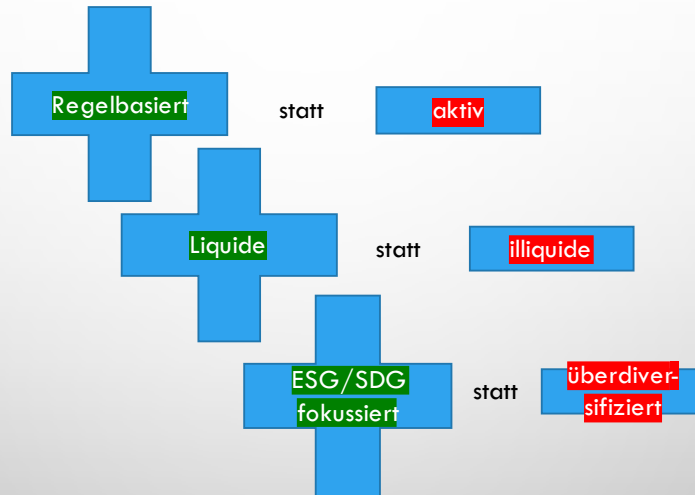 Regelbasiert statt aktiv
Liquide statt illiquide
ESG/SDG
fokussiert
statt
überdiver-
sifiziert